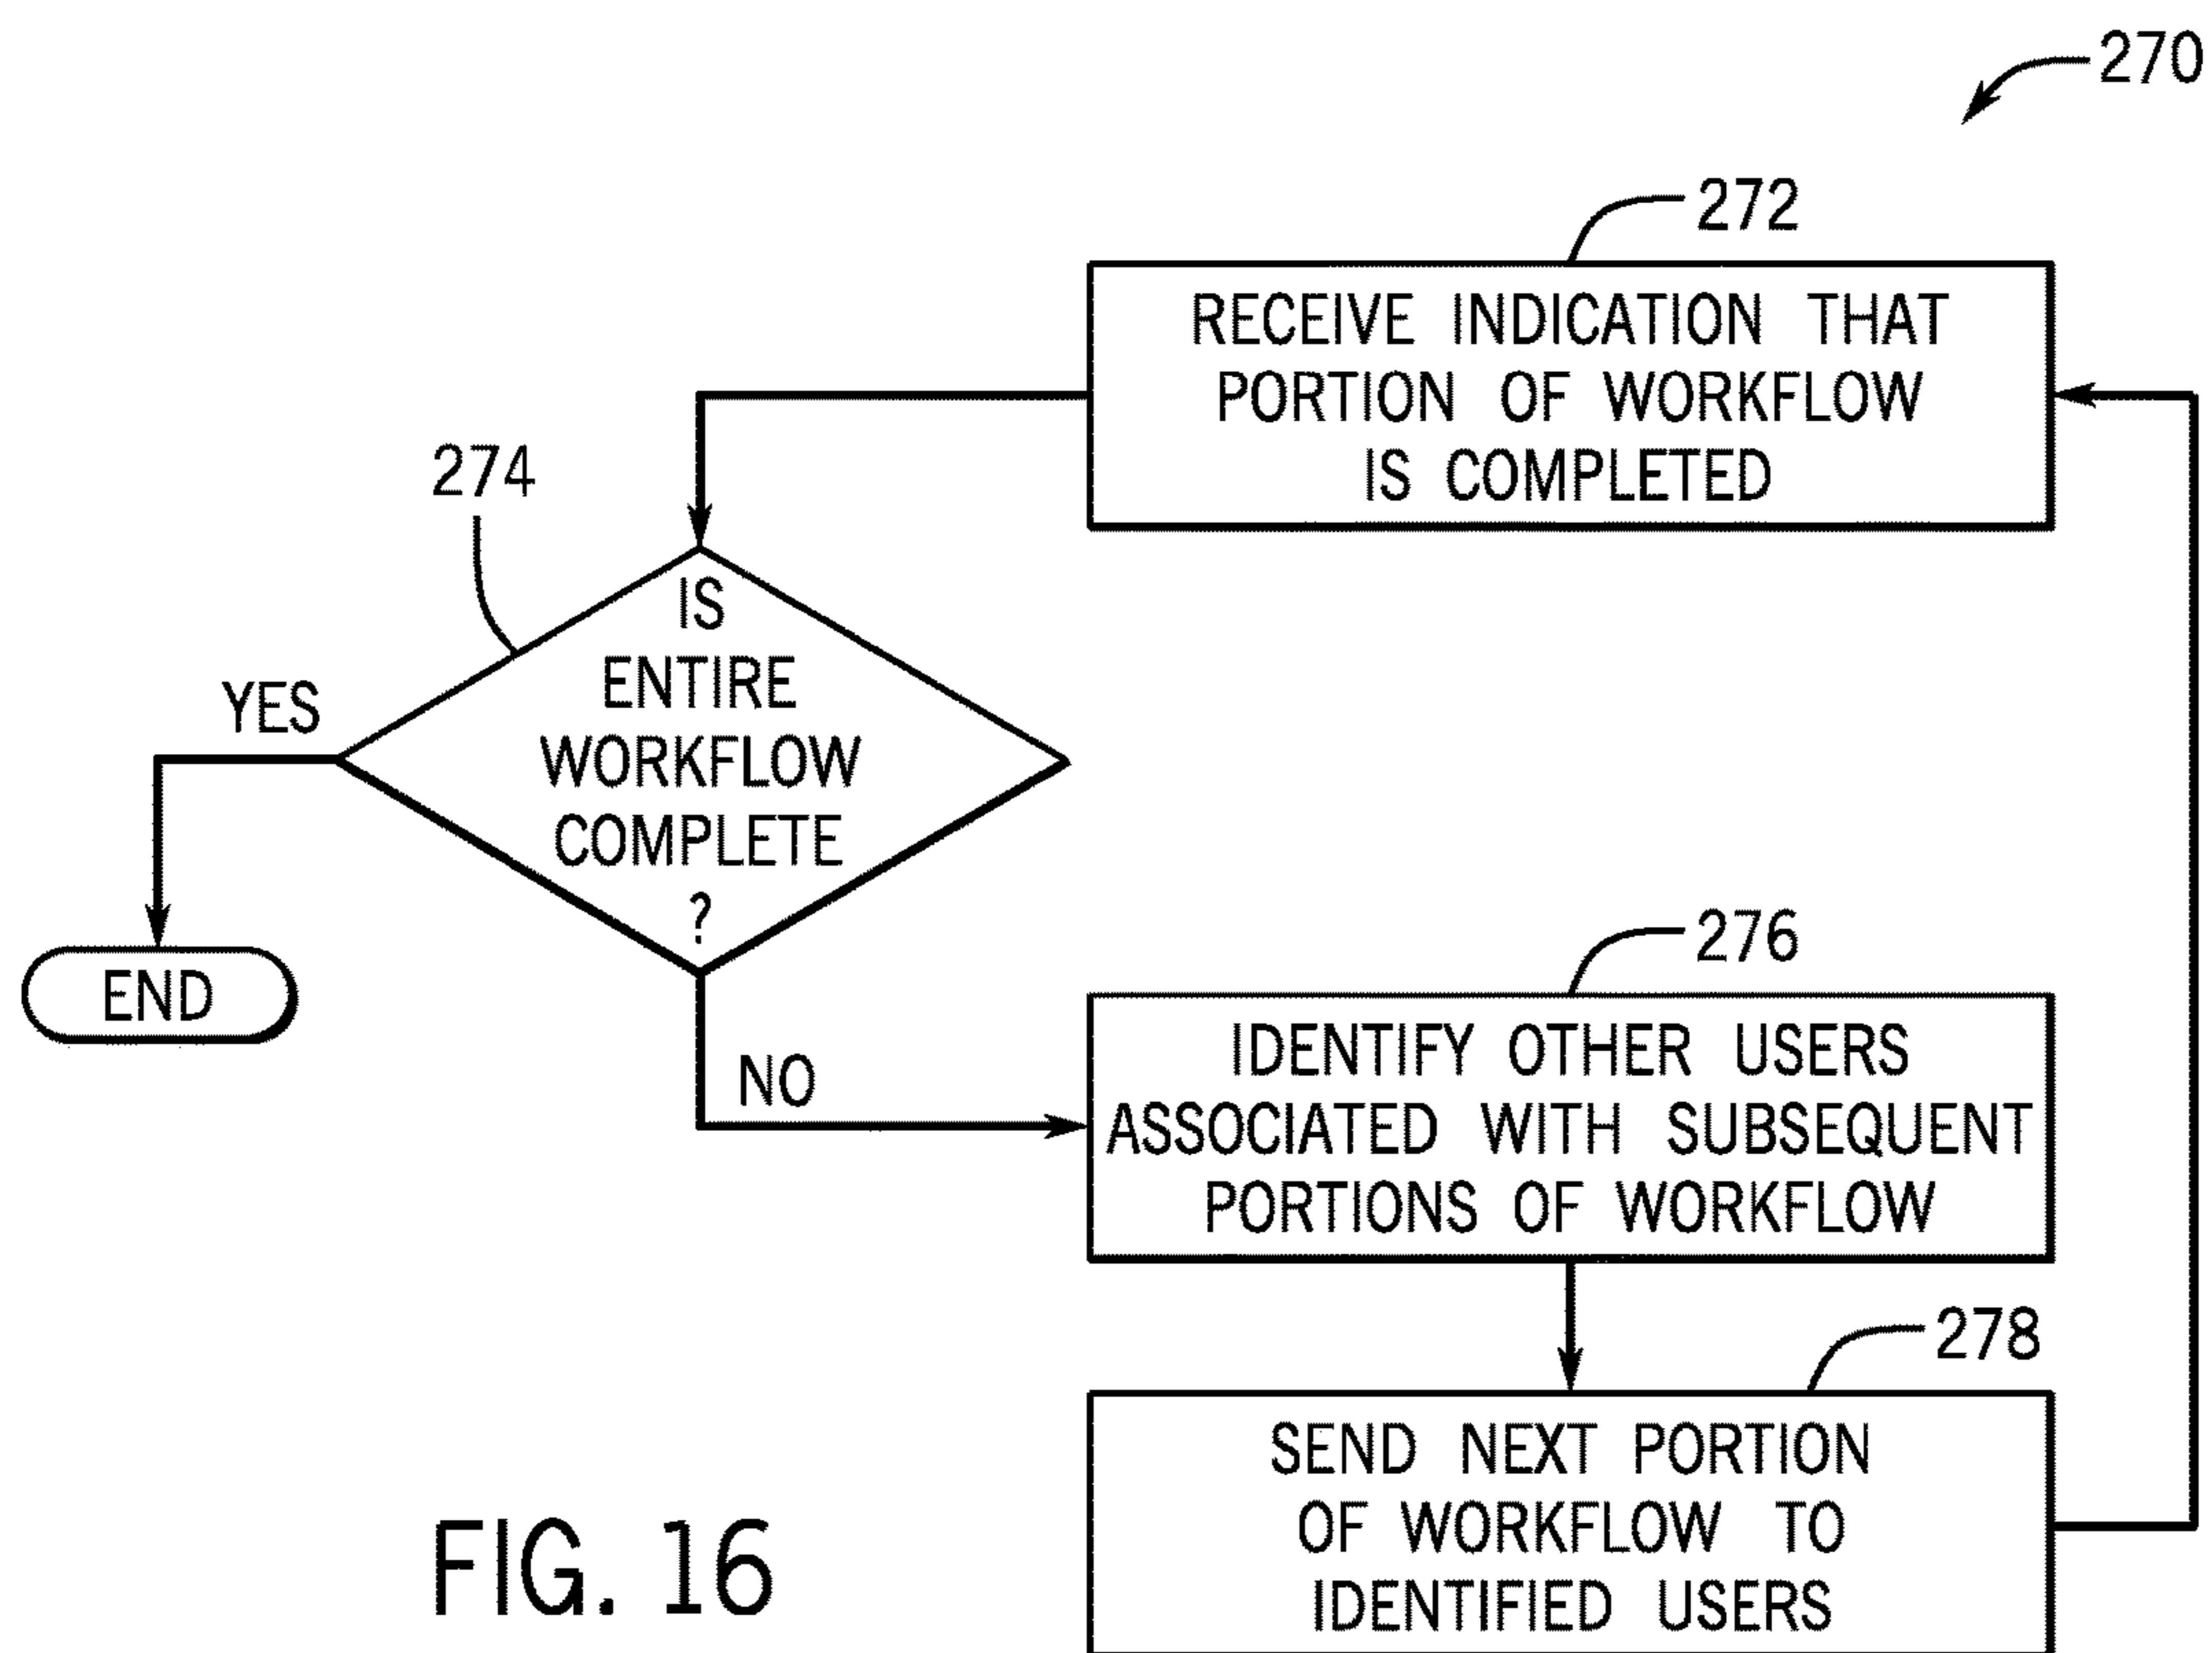 270
272
RECEIVE INDICATION THAT
PORTION OF WORKFLOW
IS COMPLETED
274
IS
ENTIRE
WORKFLOW
COMPLETE
?
YES
END
NO
276
IDENTIFY OTHER USERS
ASSOCIATED WITH SUBSEQUENT
PORTIONS OF WORKFLOW
278
SEND NEXT PORTION
OF WORKFLOW TO
IDENTIFIED USERS
FIG. 16